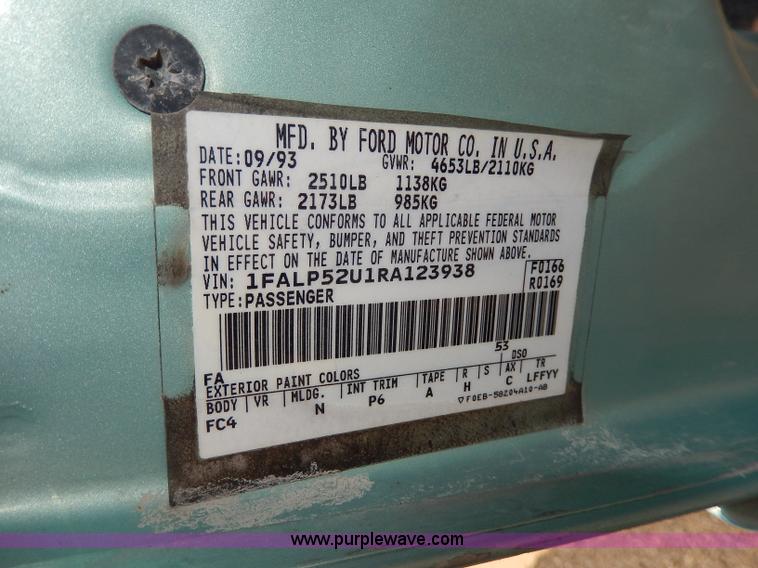 MFD. BY FORD MOTOR CO. IN U.S.A.
DATE: 09/93 GVWR: 4653LB/2110KG
FRONT GAWR: 2510LB 1138KG
REAR GAWR: 2173LB 985KG
THIS VEHICLE CONFORMS TO ALL APPLICABLE FEDERAL MOTOR
VEHICLE SAFETY, BUMPER, AND THEFT PREVENTION STANDARDS
IN EFFECT ON THE DATE OF MANUFACTURE SHOWN ABOVE.
VIN: 1FALP52U1RA123938 F0166
TYPE: PASSENGER R0169
53
FA DSO
EXTERIOR PAINT COLORS
BODY VR MLDG. INT TRIM TAPE R S AX TR
FC4 N P6 A H C LFFYY
▽F0EB-58204A10-AB
www.purplewave.com